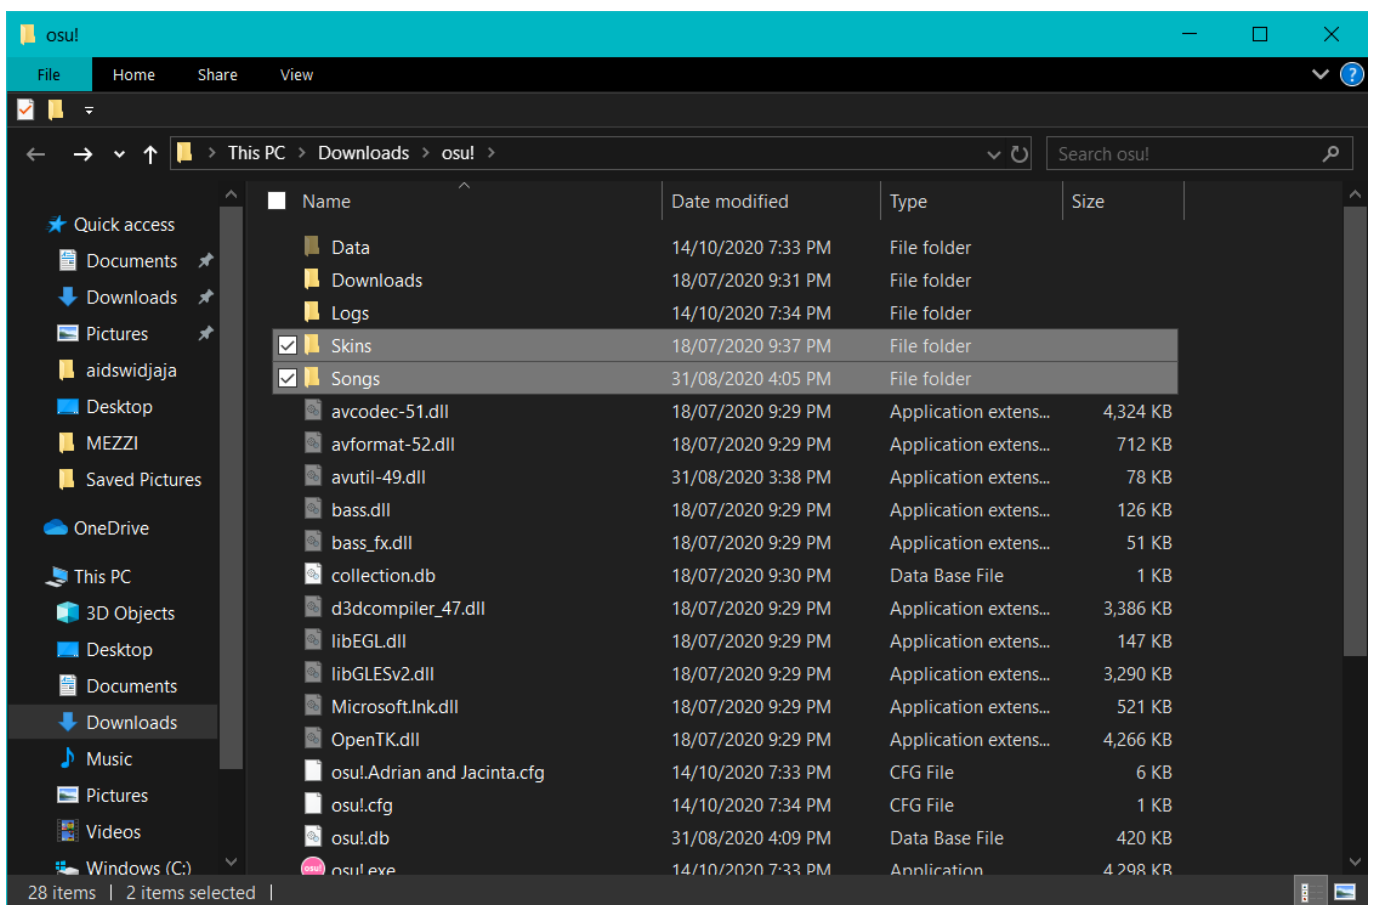 osu!
File Home Share View
This PC > Downloads > osu! >
Search osu!
Name Date modified Type Size
Quick access
Documents
Downloads
Pictures
aidswidjaja
Desktop
MEZZI
Saved Pictures
OneDrive
This PC
3D Objects
Desktop
Documents
Downloads
Music
Pictures
Videos
Windows (C:)
Data 14/10/2020 7:33 PM File folder
Downloads 18/07/2020 9:31 PM File folder
Logs 14/10/2020 7:34 PM File folder
Skins 18/07/2020 9:37 PM File folder
Songs 31/08/2020 4:05 PM File folder
avcodec-51.dll 18/07/2020 9:29 PM Application extens... 4,324 KB
avformat-52.dll 18/07/2020 9:29 PM Application extens... 712 KB
avutil-49.dll 31/08/2020 3:38 PM Application extens... 78 KB
bass.dll 18/07/2020 9:29 PM Application extens... 126 KB
bass_fx.dll 18/07/2020 9:29 PM Application extens... 51 KB
collection.db 18/07/2020 9:30 PM Data Base File 1 KB
d3dcompiler_47.dll 18/07/2020 9:29 PM Application extens... 3,386 KB
libEGL.dll 18/07/2020 9:29 PM Application extens... 147 KB
libGLESv2.dll 18/07/2020 9:29 PM Application extens... 3,290 KB
Microsoft.Ink.dll 18/07/2020 9:29 PM Application extens... 521 KB
OpenTK.dll 18/07/2020 9:29 PM Application extens... 4,266 KB
osu!.Adrian and Jacinta.cfg 14/10/2020 7:33 PM CFG File 6 KB
osu!.cfg 14/10/2020 7:34 PM CFG File 1 KB
osu!.db 31/08/2020 4:09 PM Data Base File 420 KB
osu! osu!.exe 14/10/2020 7:33 PM Application 4,298 KB
28 items | 2 items selected |